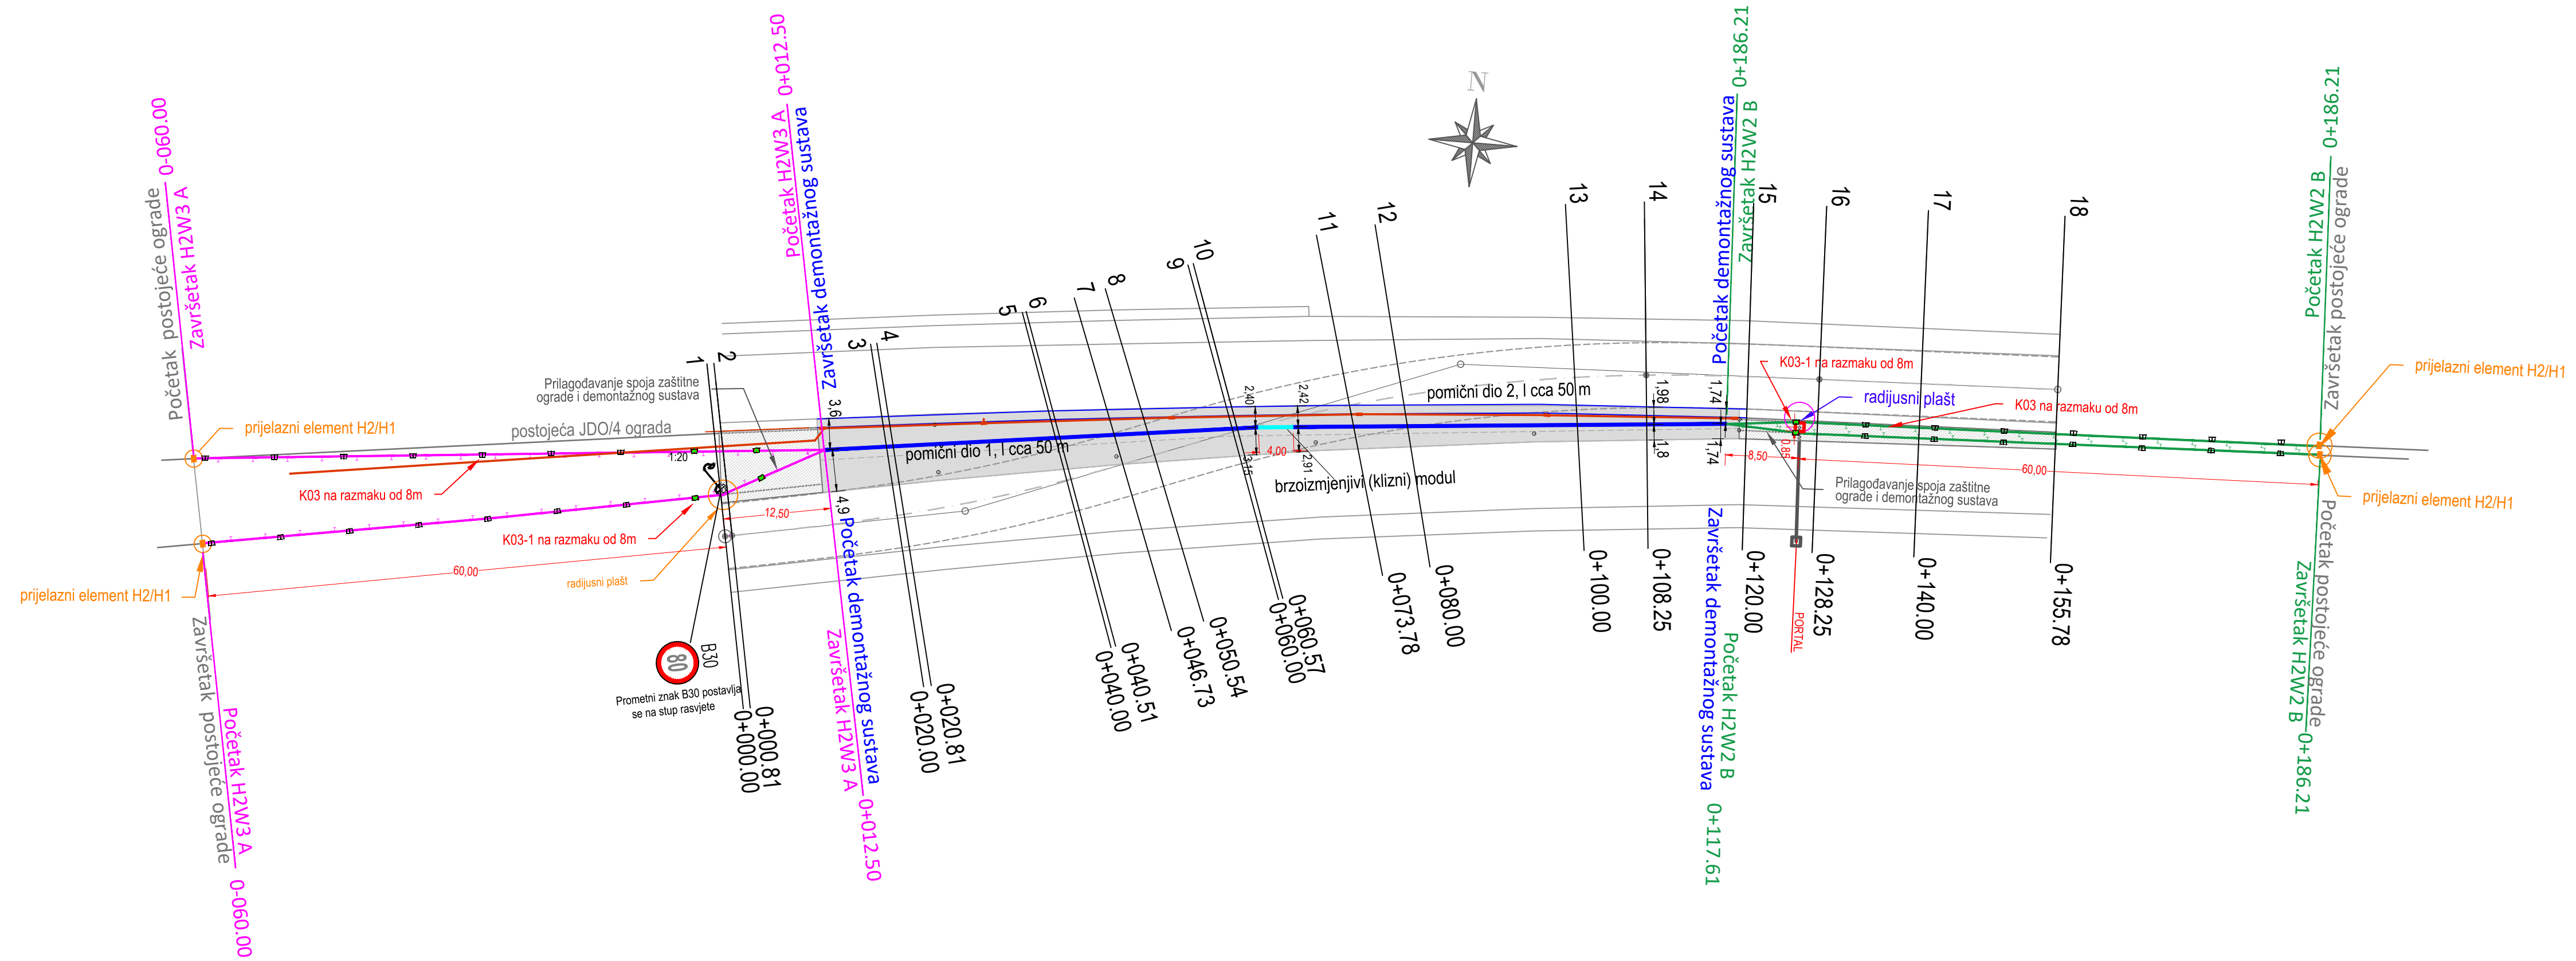 Početak postojeće ograde
Završetak H2W3 A
0-060.00
prijelazni element H2/H1
K03 na razmaku od 8m
postojeća JDO/4 ograda
1:20
K03-1 na razmaku od 8m
60,00
prijelazni element H2/H1
radijusni plašt
Završetak postojeće ograde
Početak H2W3 A
0-060.00
Prilagođavanje spoja zaštitne
ograde i demontažnog sustava
12,50
80
B30
Prometni znak B30 postavlja
se na stup rasvjete
Početak H2W3 A
0+012.50
Završetak demontažnog sustava
3,6
4,9
Početak demontažnog sustava
Završetak H2W3 A
0+012.50
1
2
3
4
5
6
7
8
9
10
11
12
13
14
15
16
17
18
0+000.00
0+000.81
0+020.00
0+020.81
0+040.00
0+040.51
0+046.73
0+050.54
0+060.00
0+060.57
0+073.78
0+080.00
0+100.00
0+108.25
0+120.00
0+128.25
0+140.00
0+155.78
pomični dio 1, l cca 50 m
2,40
2,42
3,15
4,00
2,91
brzoizmjenjivi (klizni) modul
N
pomični dio 2, l cca 50 m
1,98
1,8
1,74
1,74
Početak demontažnog sustava
Završetak H2W2 B
0+186.21
Završetak demontažnog sustava
Početak H2W2 B
0+117.61
K03-1 na razmaku od 8m
radijusni plašt
K03 na razmaku od 8m
8,50
0,86
60,00
Prilagođavanje spoja zaštitne
ograde i demontažnog sustava
PORTAL
Početak H2W2 B
0+186.21
Završetak postojeće ograde
prijelazni element H2/H1
prijelazni element H2/H1
Početak postojeće ograde
Završetak H2W2 B
0+186.21